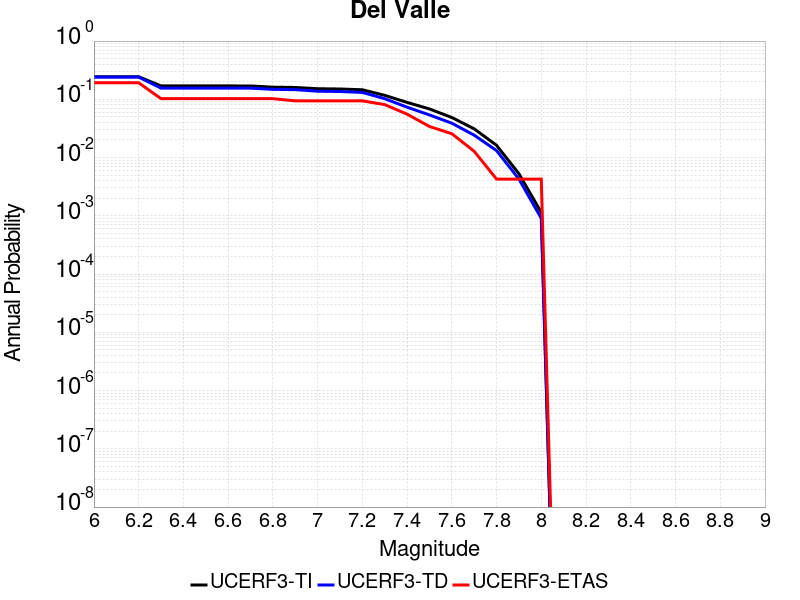 Del Valle
Annual Probability
10^0
10^-1
10^-2
10^-3
10^-4
10^-5
10^-6
10^-7
10^-8
6 6.2 6.4 6.6 6.8 7 7.2 7.4 7.6 7.8 8 8.2 8.4 8.6 8.8 9
Magnitude
UCERF3-TI UCERF3-TD UCERF3-ETAS